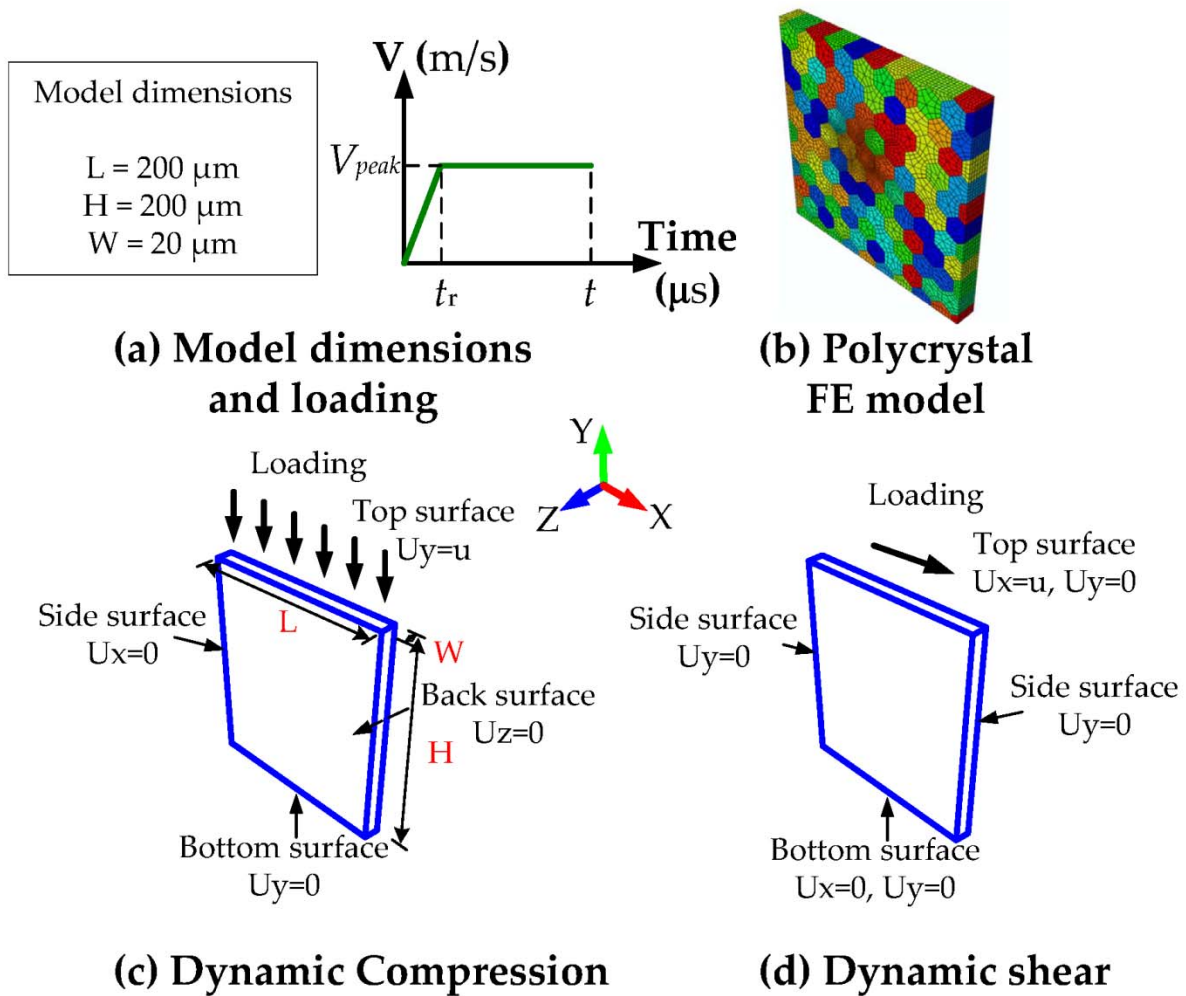 Model dimensions
L = 200 μm
H = 200 μm
W = 20 μm
V (m/s)
Vpeak
Time
(μs)
tr
t
(a) Model dimensions
and loading
(b) Polycrystal
FE model
Y
Z
X
Loading
Top surface
Uy=u
Side surface
Ux=0
L
W
Back surface
Uz=0
H
Bottom surface
Uy=0
(c) Dynamic Compression
Loading
Top surface
Ux=u, Uy=0
Side surface
Uy=0
Side surface
Uy=0
Bottom surface
Ux=0, Uy=0
(d) Dynamic shear